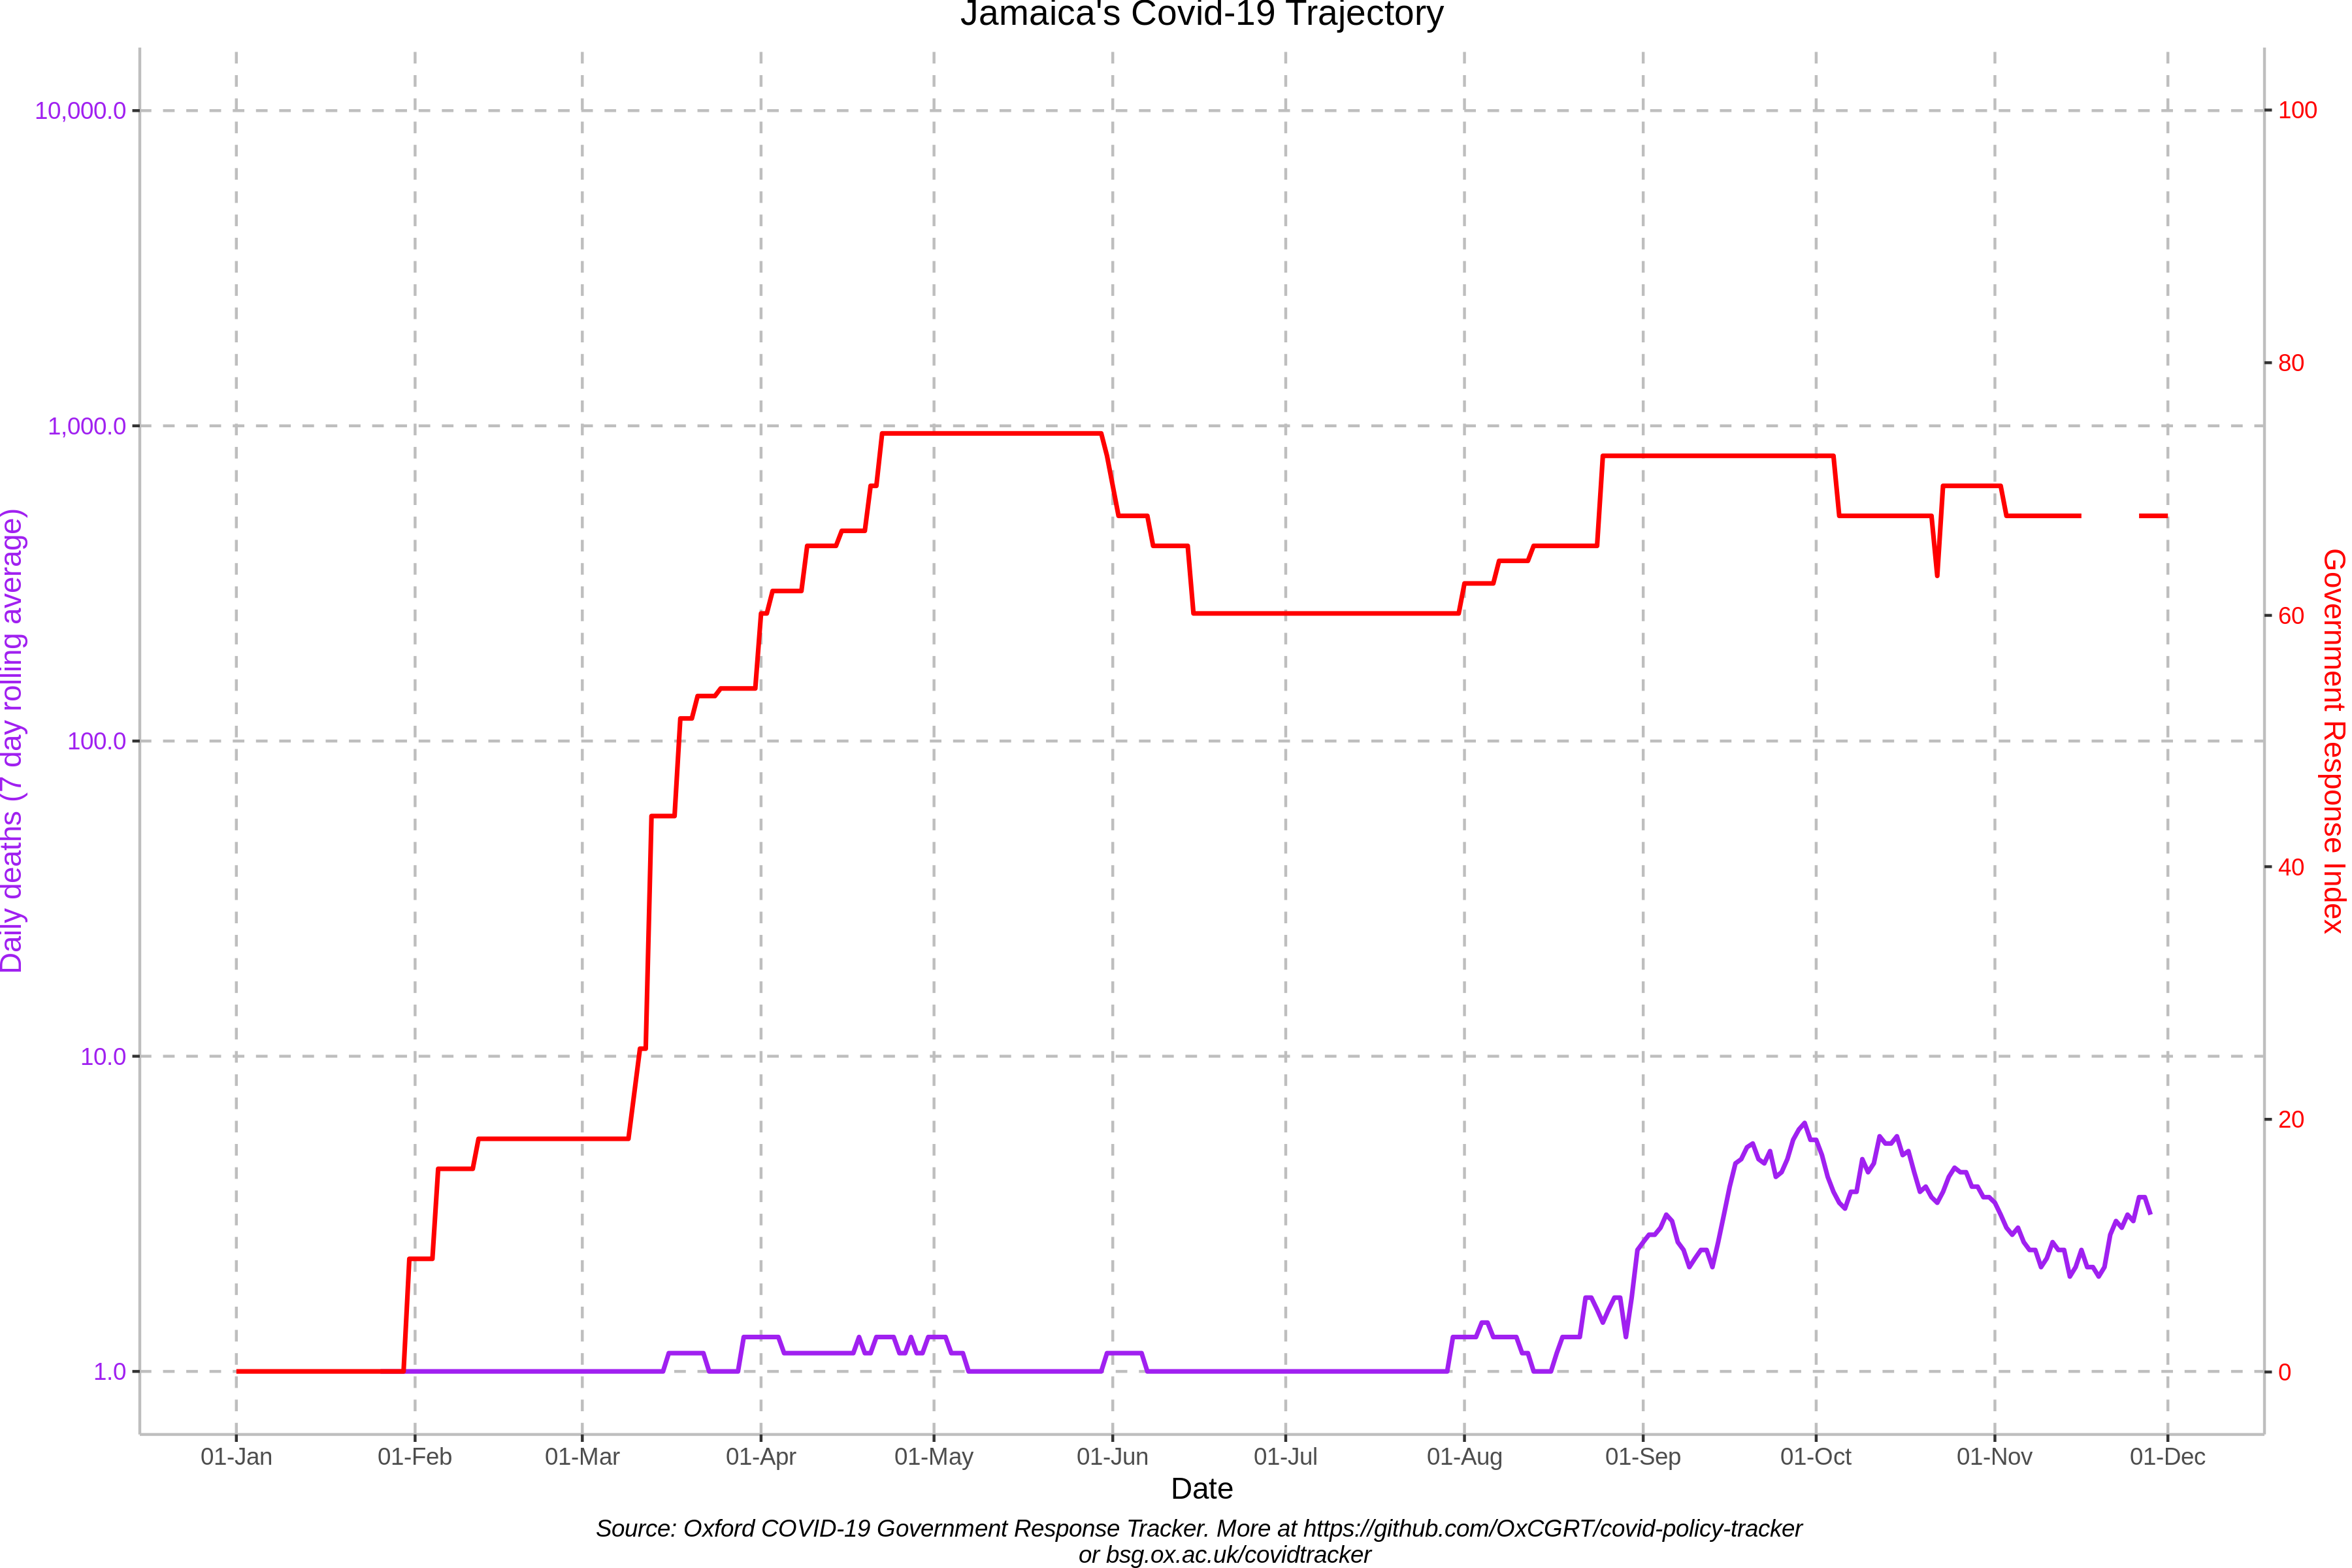 Jamaica's Covid-19 Trajectory
10,000.0
1,000.0
100.0
10.0
1.0
Daily deaths (7 day rolling average)
100
80
60
40
20
0
Government Response Index
01-Jan 01-Feb 01-Mar 01-Apr 01-May 01-Jun 01-Jul 01-Aug 01-Sep 01-Oct 01-Nov 01-Dec
Date
Source: Oxford COVID-19 Government Response Tracker. More at https://github.com/OxCGRT/covid-policy-tracker
or bsg.ox.ac.uk/covidtracker